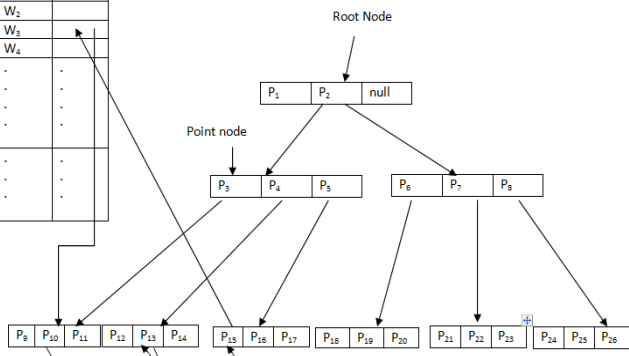 W2
W3
W4
Root Node
P1 P2 null
Point node
P3 P4 P5
P6 P7 P8
P9 P10 P11 P12 P13 P14 P15 P16 P17 P18 P19 P20 P21 P22 P23 P24 P25 P26